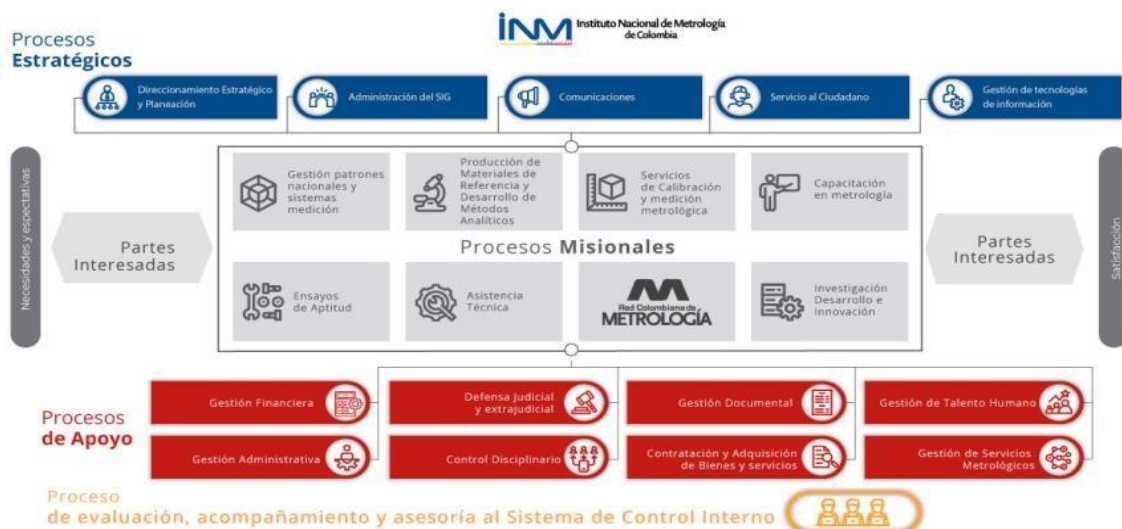 INM Instituto Nacional de Metrología
de Colombia
Procesos
Estratégicos
Direccionamiento Estratégico
y Planeación
Administración del SIG
Comunicaciones
Servicio al Ciudadano
Gestión de tecnologías
de información
Necesidades y espectativas
Partes
Interesadas
Gestión patrones
nacionales y
sistemas
medición
Producción de
Materiales de
Referencia y
Desarrollo de
Métodos
Analíticos
Servicios
de Calibración
y medición
metrológica
Capacitación
en metrología
Procesos Misionales
Ensayos
de Aptitud
Asistencia
Técnica
Red Colombiana de
METROLOGÍA
Investigación
Desarrollo e
Innovación
Partes
Interesadas
Satisfacción
Procesos
de Apoyo
Gestión Financiera
Defensa Judicial
y extrajudicial
Gestión Documental
Gestión de Talento Humano
Gestión Administrativa
Control Disciplinario
Contratación y Adquisición
de Bienes y servicios
Gestión de Servicios
Metrológicos
Proceso
de evaluación, acompañamiento y asesoría al Sistema de Control Interno